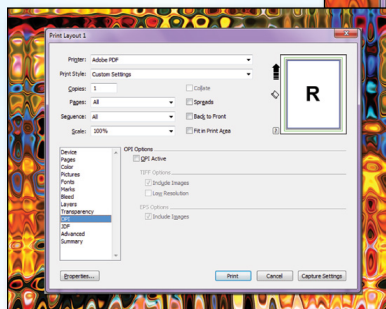 Print Layout 1
Printer: Adobe PDF
Print Style: Custom Settings
Copies: 1
Collate
Pages: All
Spreads
Sequence: All
Back to Front
Scale: 100%
Fit in Print Area
R
Device
Pages
Color
Pictures
Fonts
Marks
Bleed
Layers
Transparency
OPI
JDF
Advanced
Summary
OPI Options
OPI Active
TIFF Options
Include Images
Low Resolution
EPS Options
Include Images
Properties...
Print
Cancel
Capture Settings